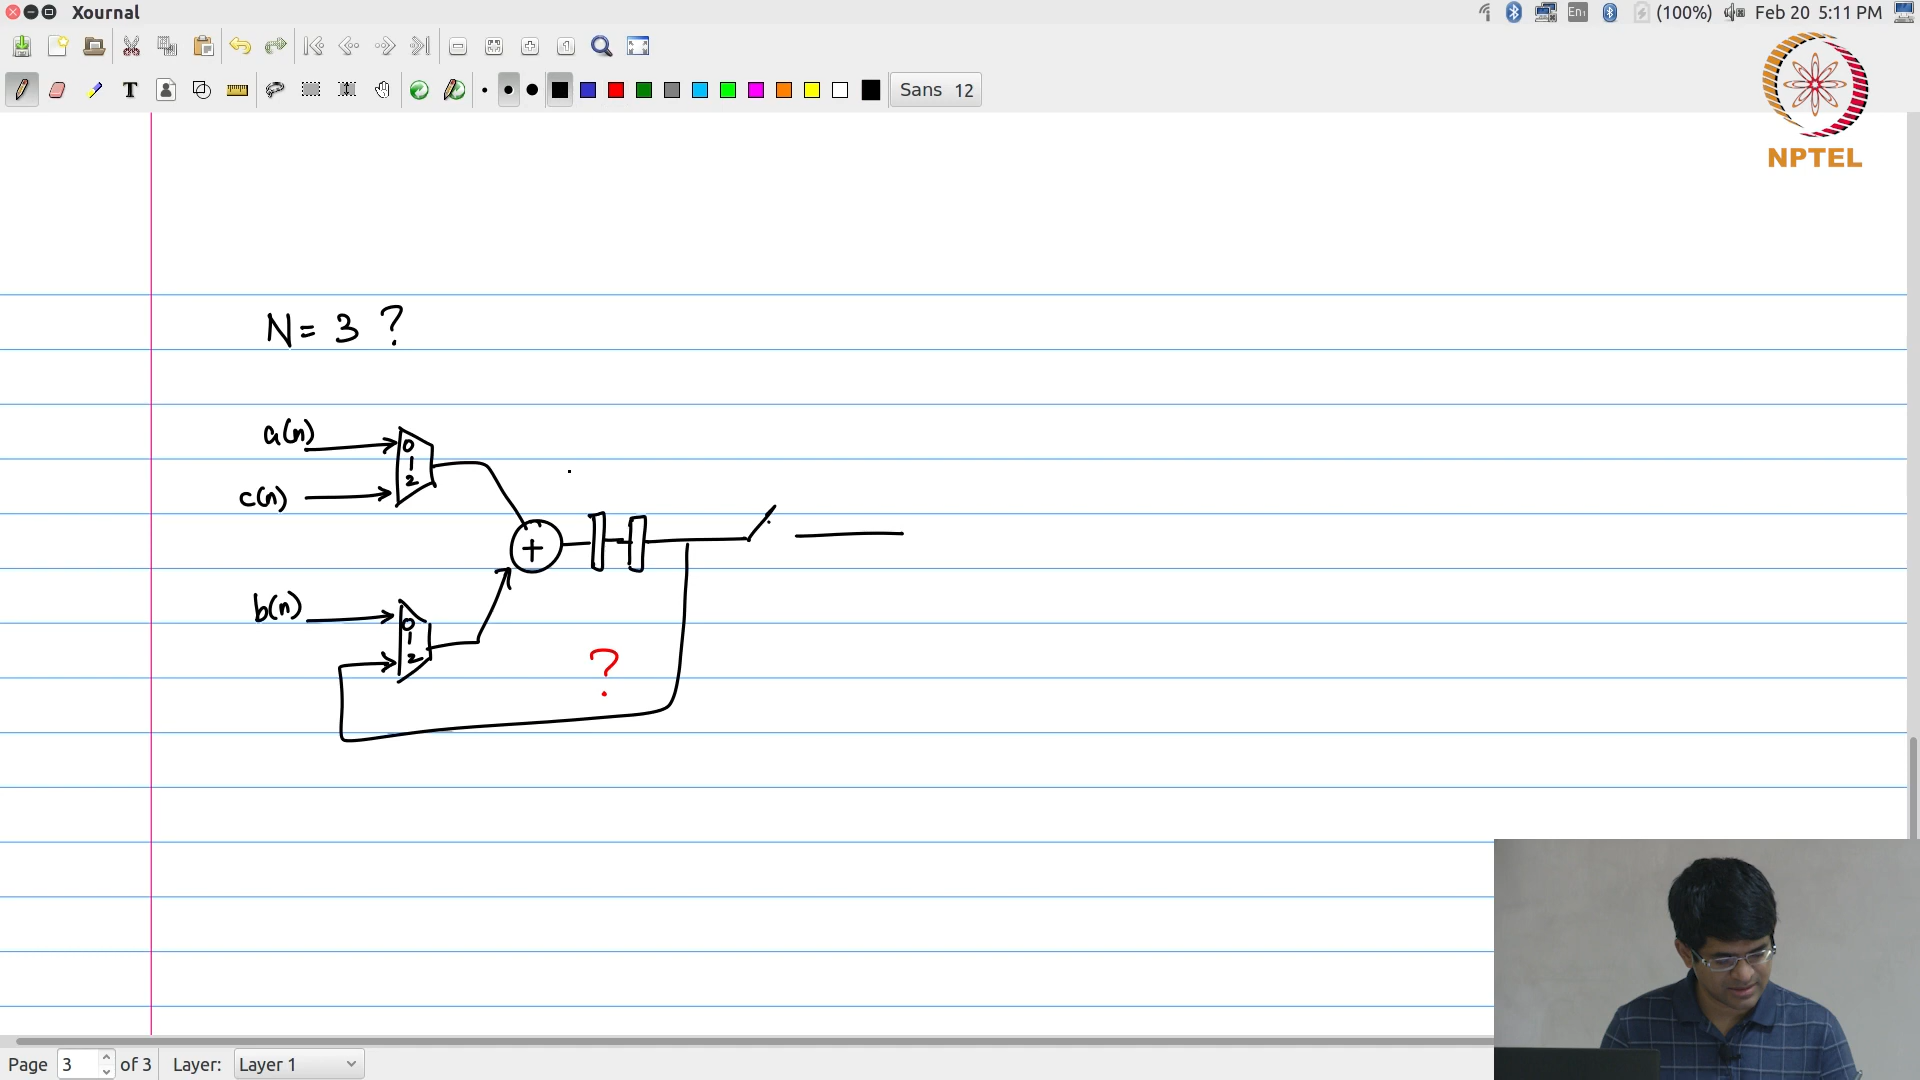 Xournal
En1
(100%)
Feb 20 5:11 PM
Sans 12
NPTEL
N = 3 ?
a(n)
0
1
2
c(n)
+
b(n)
0
1
2
?
Page 3 of 3 Layer: Layer 1